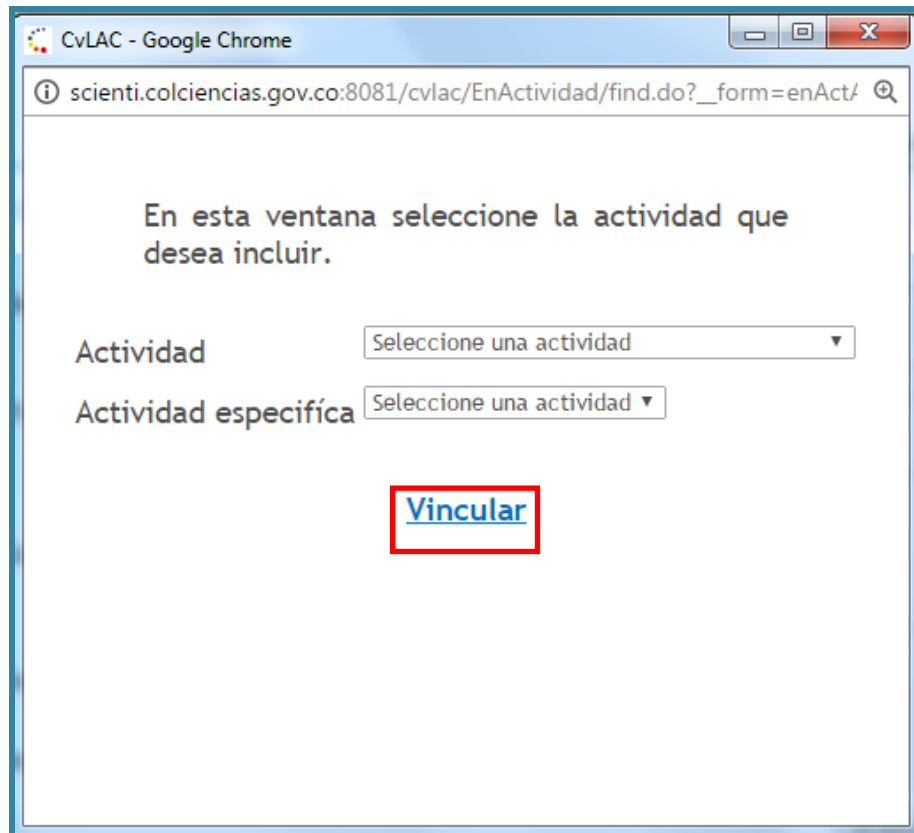 CvLAC - Google Chrome
scienti.colciencias.gov.co:8081/cvlac/EnActividad/find.do?__form=enActA
En esta ventana seleccione la actividad que
desea incluir.
Actividad
Seleccione una actividad
Actividad especifíca
Seleccione una actividad
Vincular